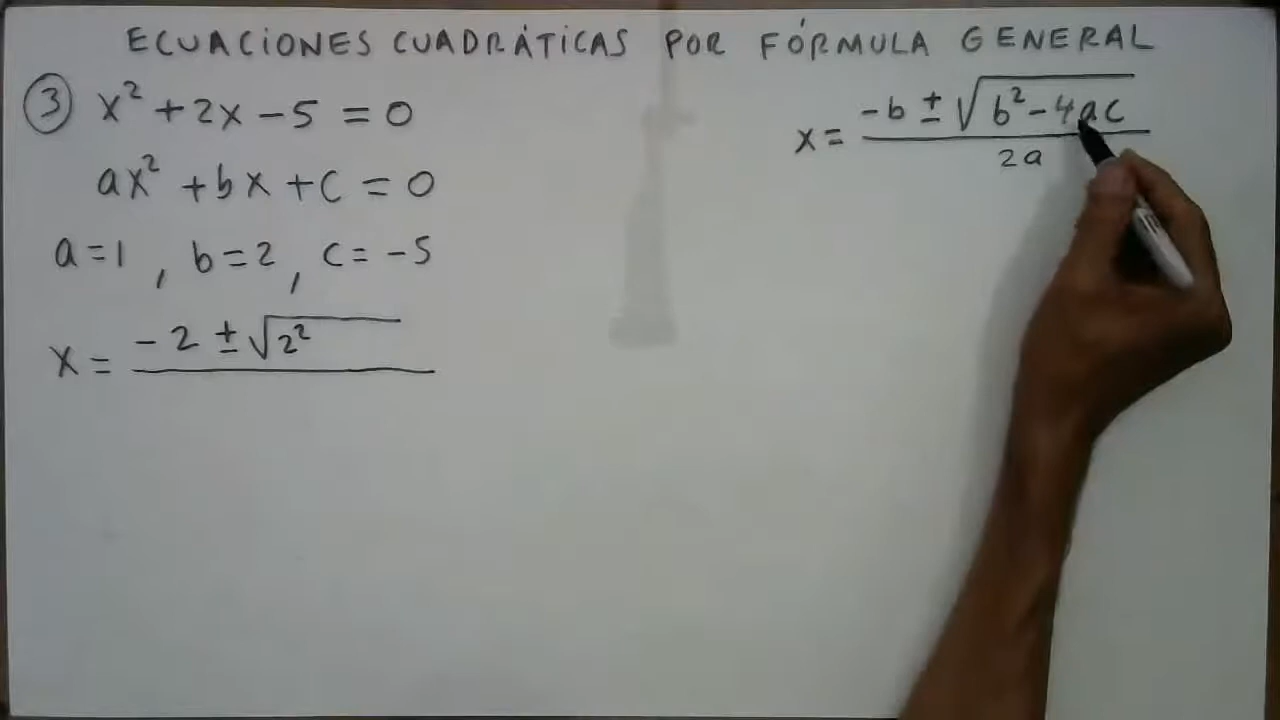 ECUACIONES CUADRÁTICAS POR FÓRMULA GENERAL
③ x² + 2x - 5 = 0
ax² + bx + c = 0
a = 1 , b = 2 , c = -5
x = (-2 ± √(2²
x = (-b ± √(b² - 4ac)) / 2a